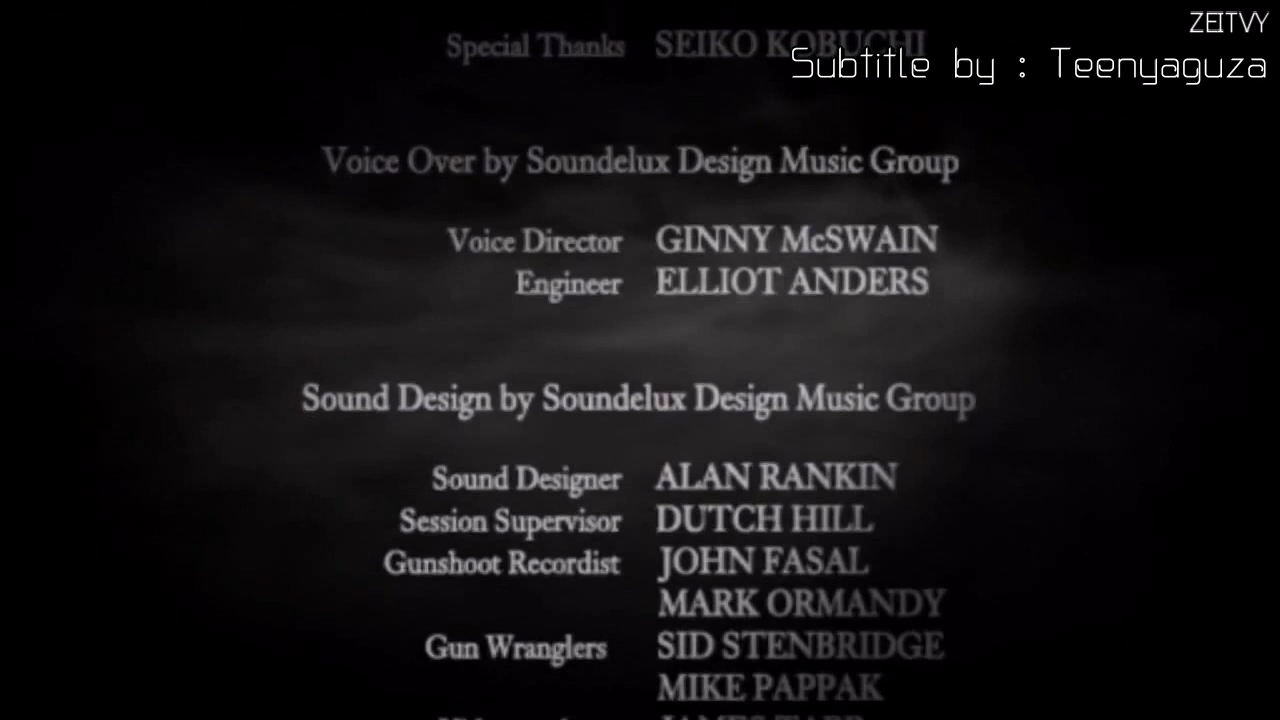 ZEITVY
Special Thanks SEIKO KOBUCHI
Subtitle by : Teenyaguza
Voice Over by Soundelux Design Music Group
Voice Director GINNY McSWAIN
Engineer ELLIOT ANDERS
Sound Design by Soundelux Design Music Group
Sound Designer ALAN RANKIN
Session Supervisor DUTCH HILL
Gunshoot Recordist JOHN FASAL
MARK ORMANDY
Gun Wranglers SID STENBRIDGE
MIKE PAPPAK